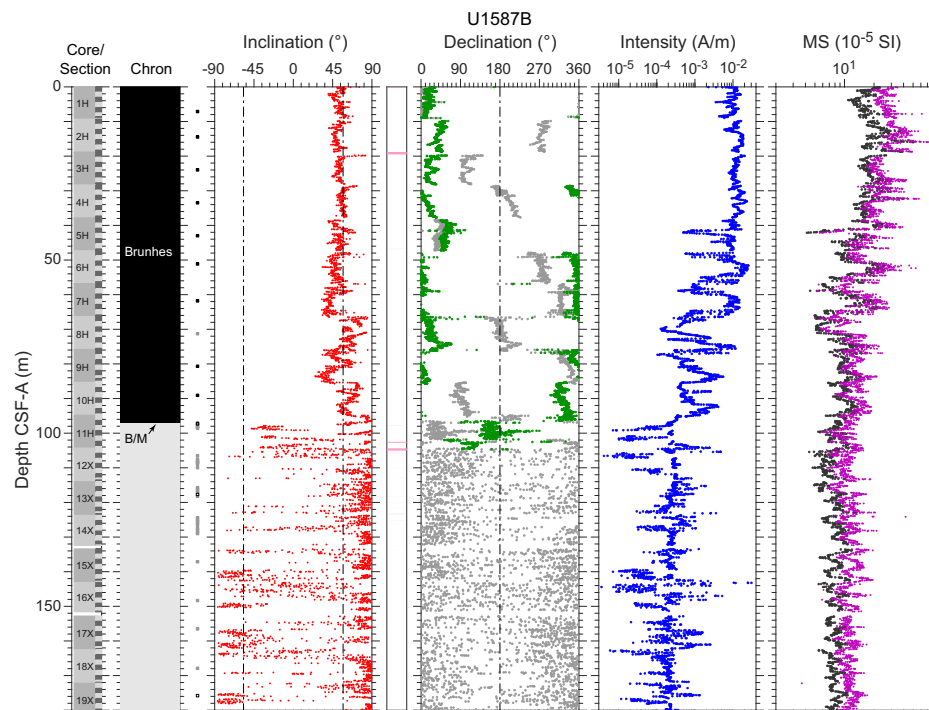 U1587B
Core/
Section
Chron
Inclination (°)
Declination (°)
Intensity (A/m)
MS (10⁻⁵ SI)
-90 -45 0 45 90
0 90 180 270 360
10⁻⁵ 10⁻⁴ 10⁻³ 10⁻²
10¹
Depth CSF-A (m)
0
50
100
150
1H
2H
3H
4H
5H
6H
7H
8H
9H
10H
11H
12X
13X
14X
15X
16X
17X
18X
19X
Brunhes
B/M